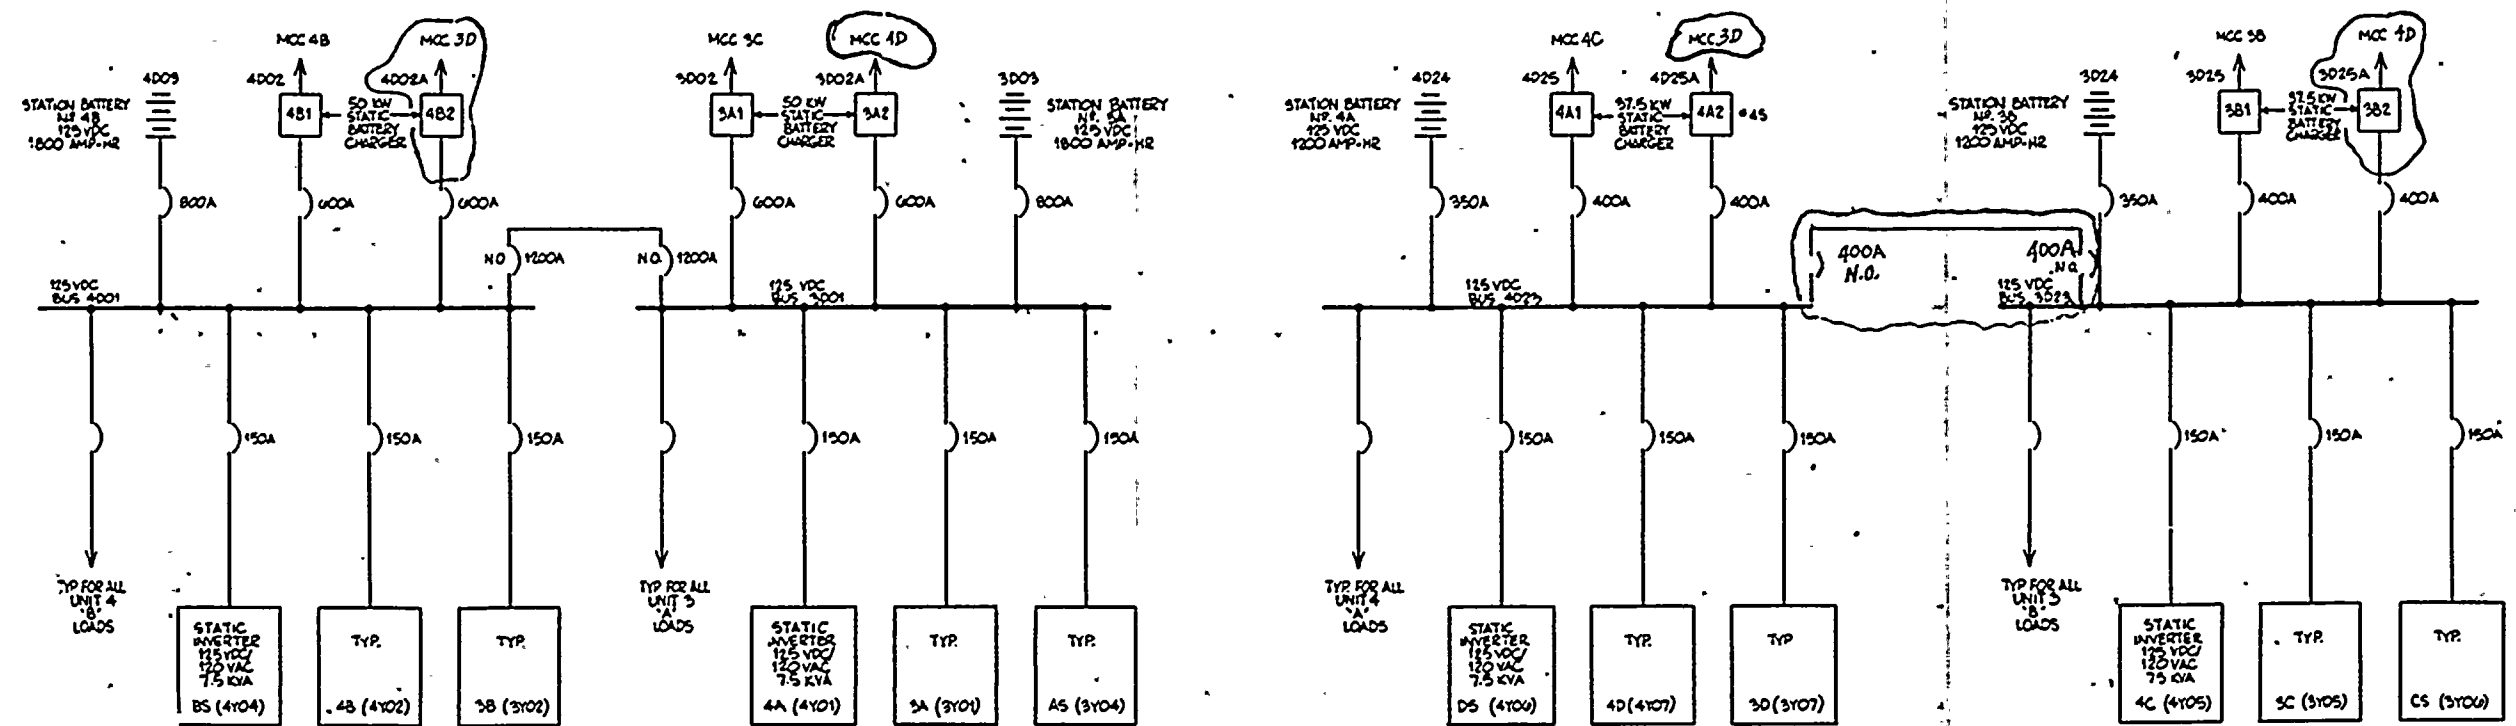 MCC 4B
MCC 3D
MCC 3C
MCC 4D
MCC 4C
MCC 3D
MCC 3B
MCC 4D
4D03
4D02
4D02A
3D02
3D02A
3D03
4D24
4D25
4D25A
3D24
3D25
3D25A
STATION BATTERY
Nº 4B
125 VDC
1800 AMP-HR
4B1
50 KW
STATIC
BATTERY
CHARGER
4B2
3A1
50 KW
STATIC
BATTERY
CHARGER
3A2
STATION BATTERY
Nº. 3A
125 VDC
1800 AMP-HR
STATION BATTERY
Nº. 4A
125 VDC
1200 AMP-HR
4A1
37.5 KW
STATIC
BATTERY
CHARGER
4A2
*4S
STATION BATTERY
Nº. 3B
125 VDC
1200 AMP-HR
3B1
37.5 KW
STATIC
BATTERY
CHARGER
3B2
800A
600A
600A
600A
600A
800A
350A
400A
400A
350A
400A
400A
N.O
1200A
N.O.
1200A
400A
N.O.
400A
N.O.
125 VDC
BUS 4D01
125 VDC
BUS 3D01
125 VDC
BUS 4D23
125 VDC
BUS 3D23
150A
150A
150A
150A
150A
150A
150A
150A
150A
150A
150A
150A
TYP FOR ALL
UNIT 4
"B"
LOADS
STATIC
INVERTER
125 VDC/
120 VAC
7.5 KVA
BS (4Y04)
TYP.
4B (4Y02)
TYP.
3B (3Y02)
TYP FOR ALL
UNIT 3
"A"
LOADS
STATIC
INVERTER
125 VDC/
120 VAC
7.5 KVA
4A (4Y01)
TYP.
3A (3Y01)
TYP.
AS (3Y04)
TYP FOR ALL
UNIT 4
"A"
LOADS
STATIC
INVERTER
125 VDC/
120 VAC
7.5 KVA
DS (4Y06)
TYP.
4D (4Y07)
TYP
3D (3Y07)
TYP FOR ALL
UNIT 3
"B"
LOADS
STATIC
INVERTER
125 VDC/
120 VAC
7.5 KVA
4C (4Y05)
TYP.
3C (3Y05)
TYP.
CS (3Y06)